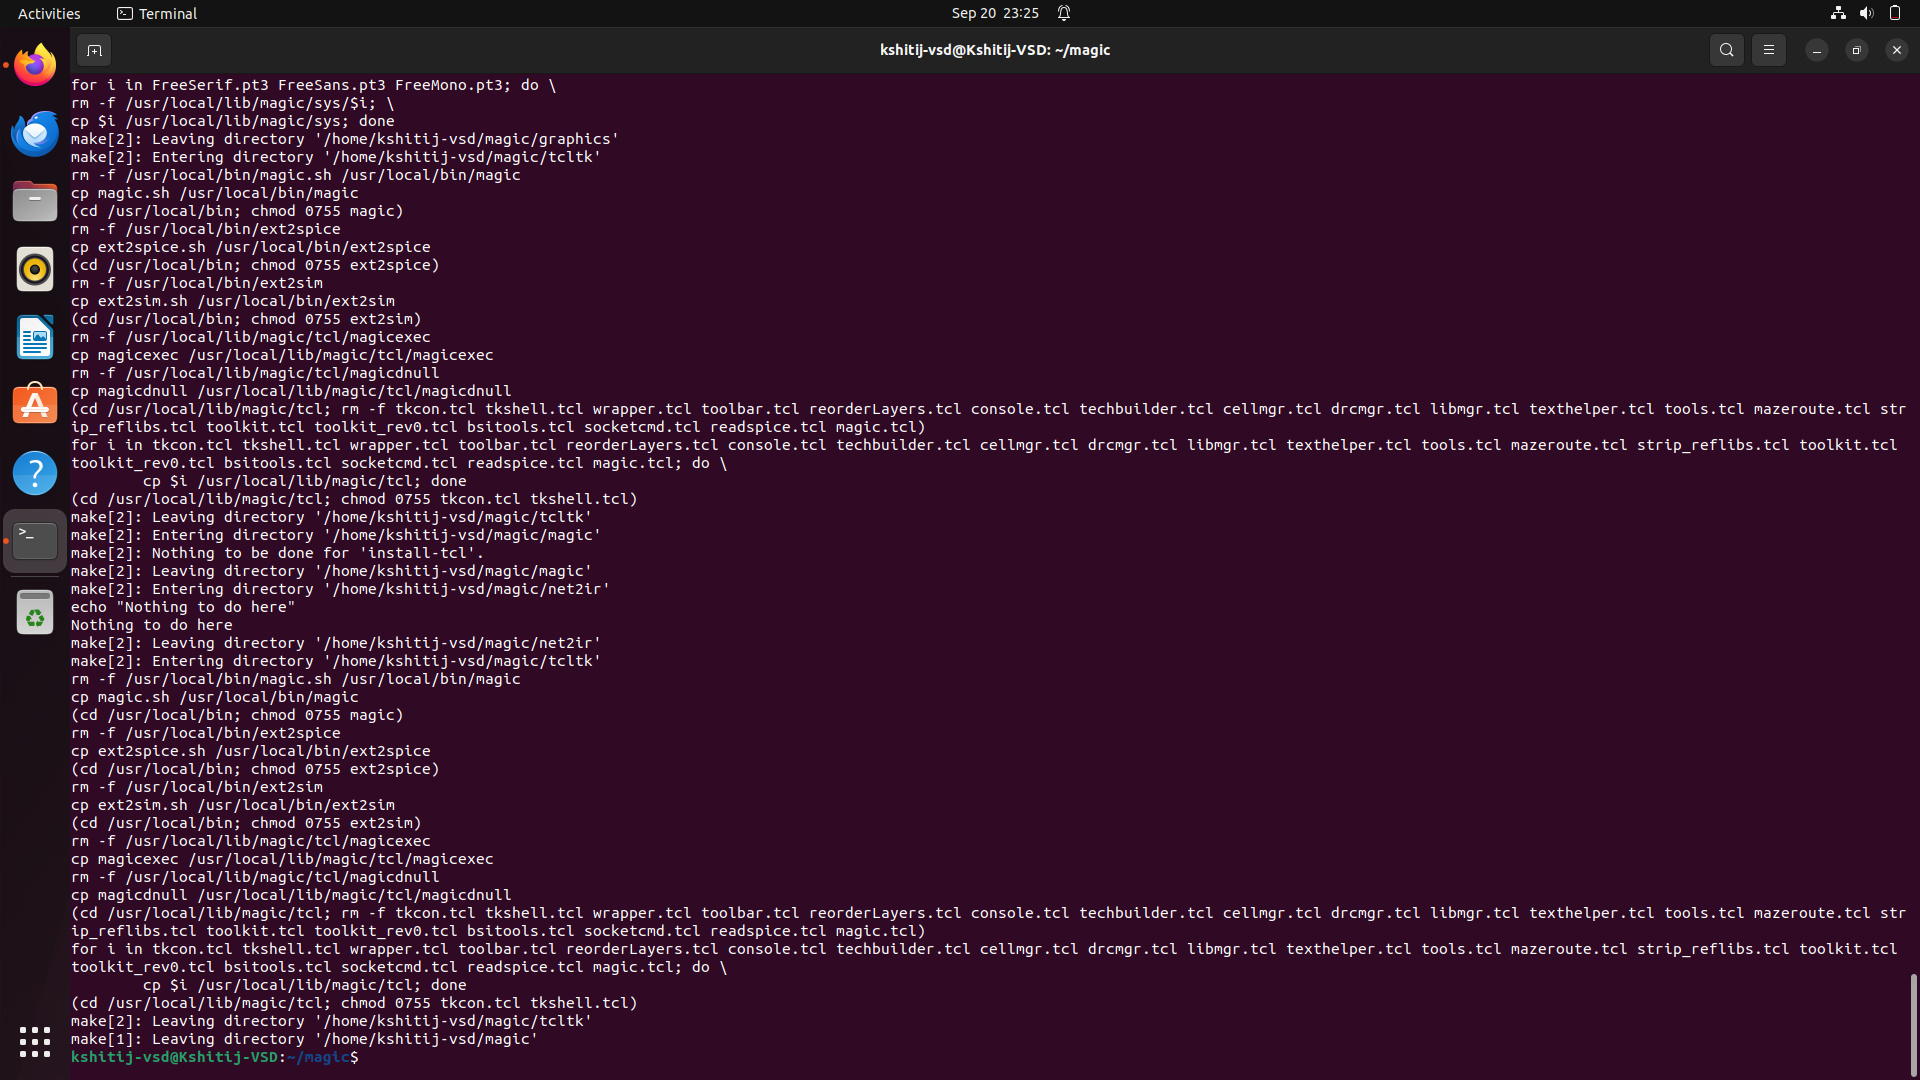 Activities
Terminal
Sep 20 23:25
kshitij-vsd@Kshitij-VSD: ~/magic
for i in FreeSerif.pt3 FreeSans.pt3 FreeMono.pt3; do \
rm -f /usr/local/lib/magic/sys/$i; \
cp $i /usr/local/lib/magic/sys; done
make[2]: Leaving directory '/home/kshitij-vsd/magic/graphics'
make[2]: Entering directory '/home/kshitij-vsd/magic/tcltk'
rm -f /usr/local/bin/magic.sh /usr/local/bin/magic
cp magic.sh /usr/local/bin/magic
(cd /usr/local/bin; chmod 0755 magic)
rm -f /usr/local/bin/ext2spice
cp ext2spice.sh /usr/local/bin/ext2spice
(cd /usr/local/bin; chmod 0755 ext2spice)
rm -f /usr/local/bin/ext2sim
cp ext2sim.sh /usr/local/bin/ext2sim
(cd /usr/local/bin; chmod 0755 ext2sim)
rm -f /usr/local/lib/magic/tcl/magicexec
cp magicexec /usr/local/lib/magic/tcl/magicexec
rm -f /usr/local/lib/magic/tcl/magicdnull
cp magicdnull /usr/local/lib/magic/tcl/magicdnull
(cd /usr/local/lib/magic/tcl; rm -f tkcon.tcl tkshell.tcl wrapper.tcl toolbar.tcl reorderLayers.tcl console.tcl techbuilder.tcl cellmgr.tcl drcmgr.tcl libmgr.tcl texthelper.tcl tools.tcl mazeroute.tcl str
ip_reflibs.tcl toolkit.tcl toolkit_rev0.tcl bsitools.tcl socketcmd.tcl readspice.tcl magic.tcl)
for i in tkcon.tcl tkshell.tcl wrapper.tcl toolbar.tcl reorderLayers.tcl console.tcl techbuilder.tcl cellmgr.tcl drcmgr.tcl libmgr.tcl texthelper.tcl tools.tcl mazeroute.tcl strip_reflibs.tcl toolkit.tcl
toolkit_rev0.tcl bsitools.tcl socketcmd.tcl readspice.tcl magic.tcl; do \
cp $i /usr/local/lib/magic/tcl; done
(cd /usr/local/lib/magic/tcl; chmod 0755 tkcon.tcl tkshell.tcl)
make[2]: Leaving directory '/home/kshitij-vsd/magic/tcltk'
make[2]: Entering directory '/home/kshitij-vsd/magic/magic'
make[2]: Nothing to be done for 'install-tcl'.
make[2]: Leaving directory '/home/kshitij-vsd/magic/magic'
make[2]: Entering directory '/home/kshitij-vsd/magic/net2ir'
echo "Nothing to do here"
Nothing to do here
make[2]: Leaving directory '/home/kshitij-vsd/magic/net2ir'
make[2]: Entering directory '/home/kshitij-vsd/magic/tcltk'
rm -f /usr/local/bin/magic.sh /usr/local/bin/magic
cp magic.sh /usr/local/bin/magic
(cd /usr/local/bin; chmod 0755 magic)
rm -f /usr/local/bin/ext2spice
cp ext2spice.sh /usr/local/bin/ext2spice
(cd /usr/local/bin; chmod 0755 ext2spice)
rm -f /usr/local/bin/ext2sim
cp ext2sim.sh /usr/local/bin/ext2sim
(cd /usr/local/bin; chmod 0755 ext2sim)
rm -f /usr/local/lib/magic/tcl/magicexec
cp magicexec /usr/local/lib/magic/tcl/magicexec
rm -f /usr/local/lib/magic/tcl/magicdnull
cp magicdnull /usr/local/lib/magic/tcl/magicdnull
(cd /usr/local/lib/magic/tcl; rm -f tkcon.tcl tkshell.tcl wrapper.tcl toolbar.tcl reorderLayers.tcl console.tcl techbuilder.tcl cellmgr.tcl drcmgr.tcl libmgr.tcl texthelper.tcl tools.tcl mazeroute.tcl str
ip_reflibs.tcl toolkit.tcl toolkit_rev0.tcl bsitools.tcl socketcmd.tcl readspice.tcl magic.tcl)
for i in tkcon.tcl tkshell.tcl wrapper.tcl toolbar.tcl reorderLayers.tcl console.tcl techbuilder.tcl cellmgr.tcl drcmgr.tcl libmgr.tcl texthelper.tcl tools.tcl mazeroute.tcl strip_reflibs.tcl toolkit.tcl
toolkit_rev0.tcl bsitools.tcl socketcmd.tcl readspice.tcl magic.tcl; do \
cp $i /usr/local/lib/magic/tcl; done
(cd /usr/local/lib/magic/tcl; chmod 0755 tkcon.tcl tkshell.tcl)
make[2]: Leaving directory '/home/kshitij-vsd/magic/tcltk'
make[1]: Leaving directory '/home/kshitij-vsd/magic'
kshitij-vsd@Kshitij-VSD:~/magic$